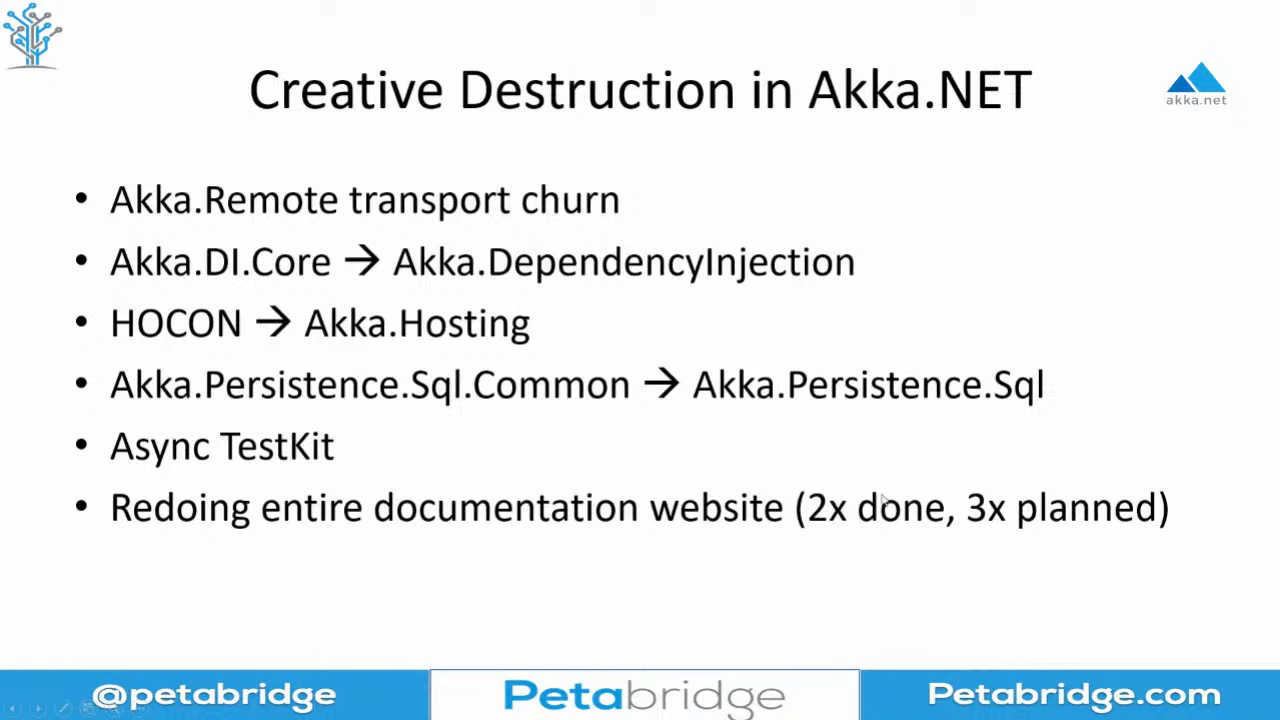 Creative Destruction in Akka.NET
akka.net
• Akka.Remote transport churn
• Akka.DI.Core → Akka.DependencyInjection
• HOCON → Akka.Hosting
• Akka.Persistence.Sql.Common → Akka.Persistence.Sql
• Async TestKit
• Redoing entire documentation website (2x done, 3x planned)
@petabridge
Petabridge
Petabridge.com